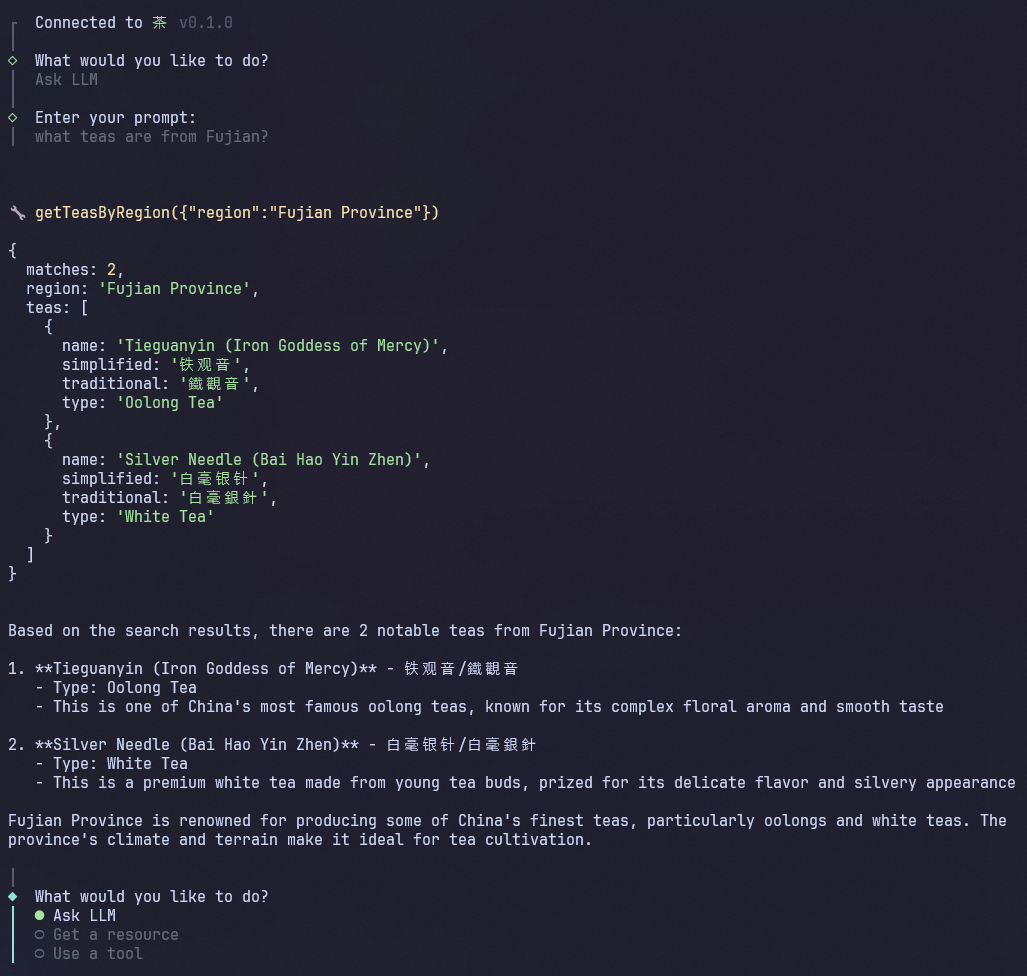 Connected to 茶 v0.1.0
What would you like to do?
Ask LLM
Enter your prompt:
what teas are from Fujian?
getTeasByRegion({"region":"Fujian Province"})
{
  matches: 2,
  region: 'Fujian Province',
  teas: [
    {
      name: 'Tieguanyin (Iron Goddess of Mercy)',
      simplified: '铁观音',
      traditional: '鐵觀音',
      type: 'Oolong Tea'
    },
    {
      name: 'Silver Needle (Bai Hao Yin Zhen)',
      simplified: '白毫银针',
      traditional: '白毫銀針',
      type: 'White Tea'
    }
  ]
}
Based on the search results, there are 2 notable teas from Fujian Province:
1. **Tieguanyin (Iron Goddess of Mercy)** - 铁观音/鐵觀音
   - Type: Oolong Tea
   - This is one of China's most famous oolong teas, known for its complex floral aroma and smooth taste
2. **Silver Needle (Bai Hao Yin Zhen)** - 白毫银针/白毫銀針
   - Type: White Tea
   - This is a premium white tea made from young tea buds, prized for its delicate flavor and silvery appearance
Fujian Province is renowned for producing some of China's finest teas, particularly oolongs and white teas. The
province's climate and terrain make it ideal for tea cultivation.
What would you like to do?
Ask LLM
Get a resource
Use a tool